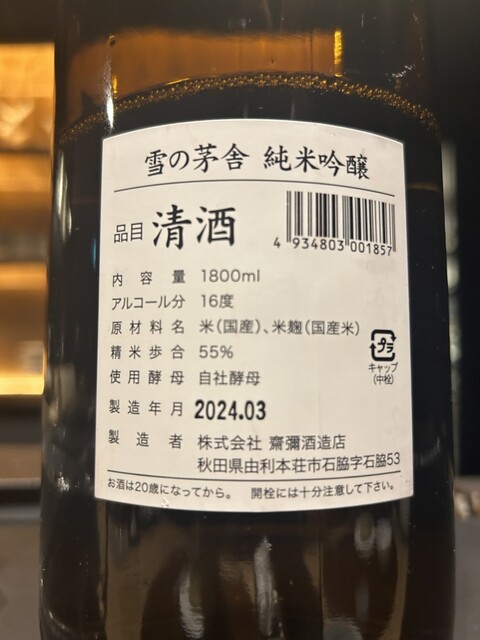 雪の茅舎 純米吟醸
品目 清酒
4 934803 001857
内容量 1800ml
アルコール分 16度
原材料名 米(国産)、米麹(国産米)
精米歩合 55%
使用酵母 自社酵母
プラ
キャップ
(中栓)
製造年月 2024.03
製造者 株式会社 齋彌酒造店
秋田県由利本荘市石脇字石脇53
お酒は20歳になってから。 開栓には十分注意して下さい。